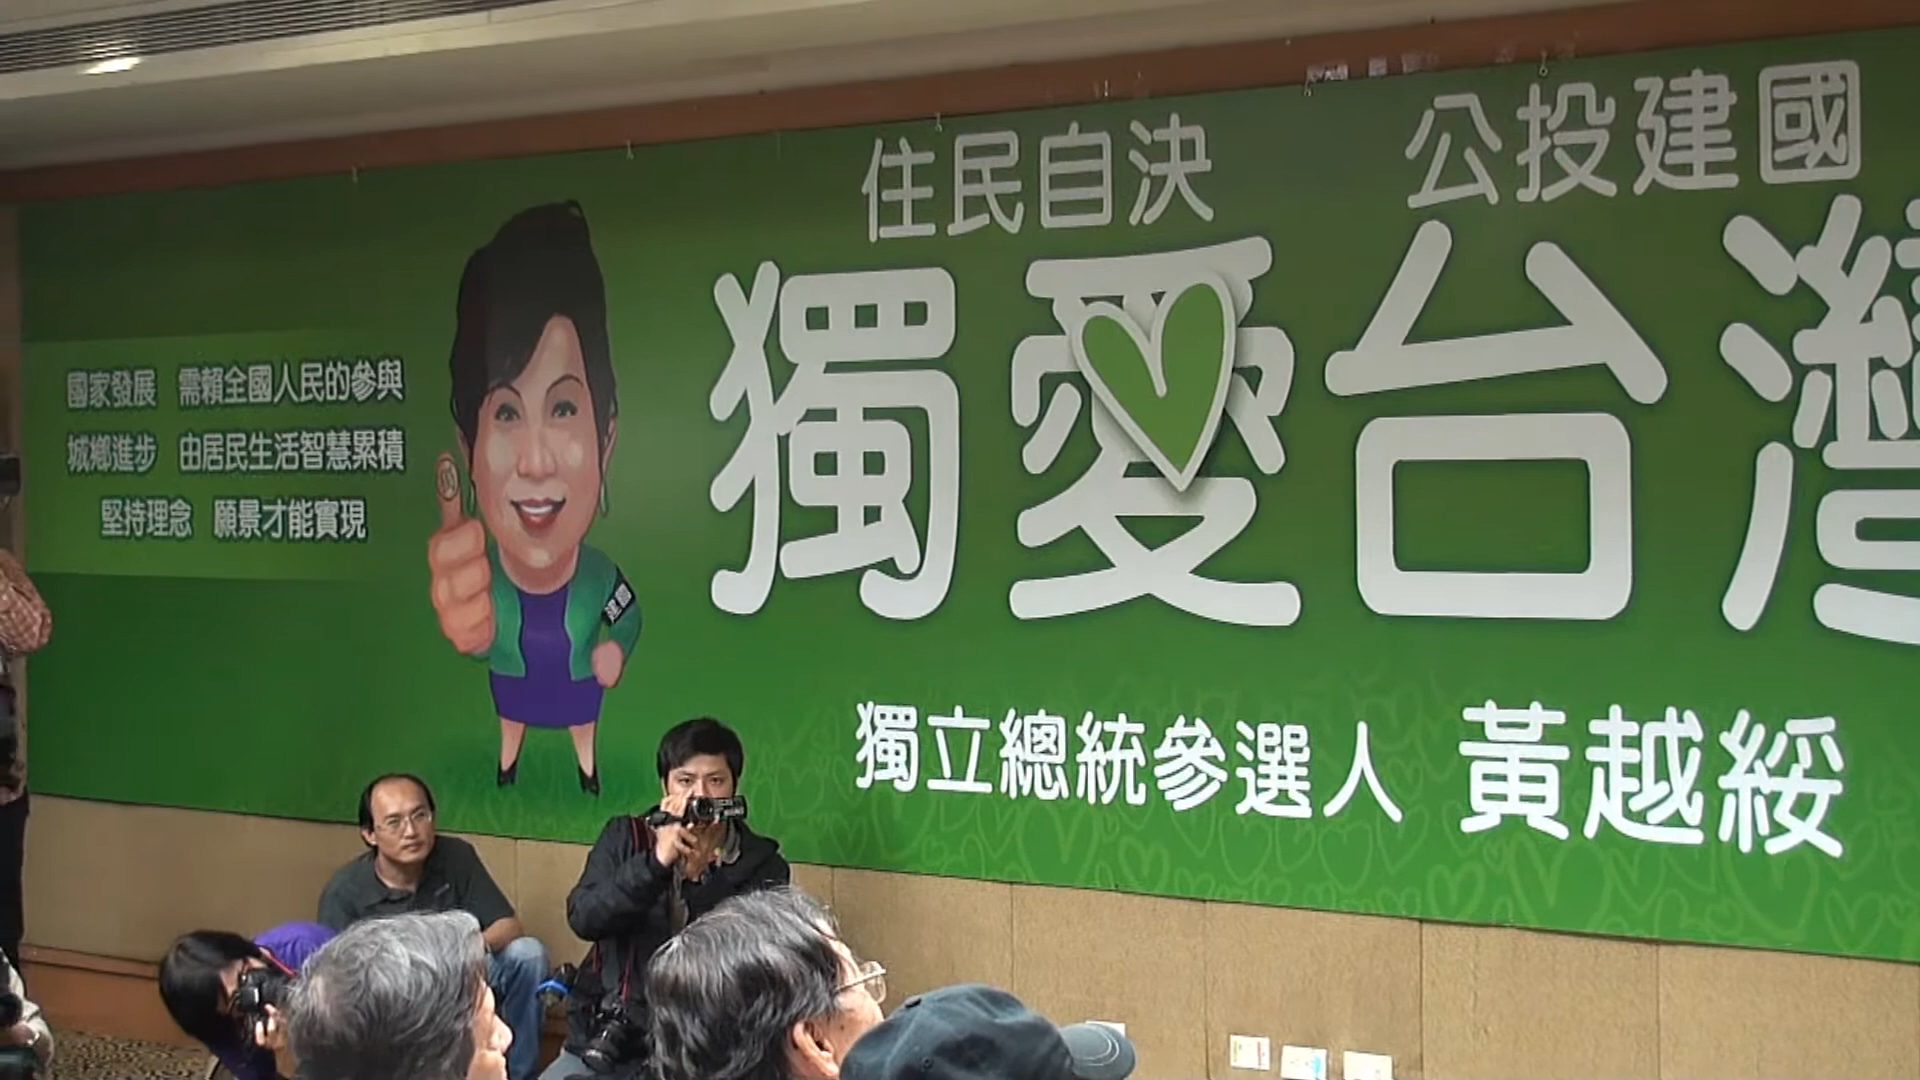 住民自決 公投建國
獨愛台灣
國家發展 需賴全國人民的參與
城鄉進步 由居民生活智慧累積
堅持理念 願景才能實現
建國
獨立總統參選人 黃越綏